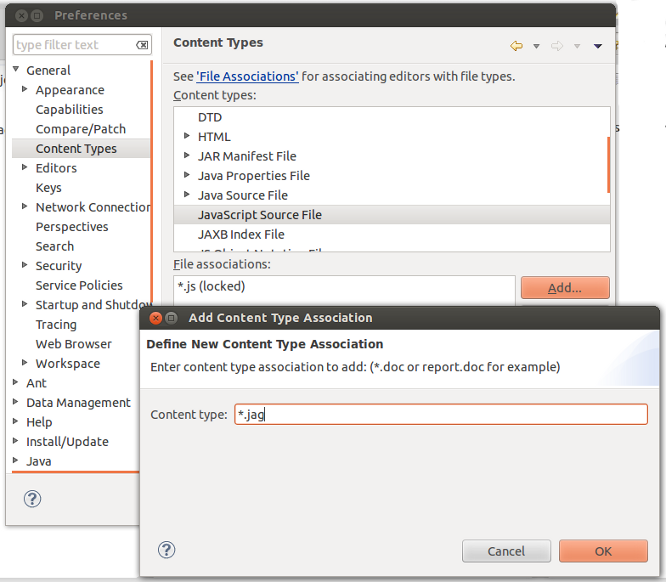 Preferences
type filter text
General
Appearance
Capabilities
Compare/Patch
Content Types
Editors
Keys
Network Connection
Perspectives
Search
Security
Service Policies
Startup and Shutdow
Tracing
Web Browser
Workspace
Ant
Data Management
Help
Install/Update
Java
Content Types
See 'File Associations' for associating editors with file types.
Content types:
DTD
HTML
JAR Manifest File
Java Properties File
Java Source File
JavaScript Source File
JAXB Index File
JS Object Notation File
File associations:
*.js (locked)
Add...
Add Content Type Association
Define New Content Type Association
Enter content type association to add: (*.doc or report.doc for example)
Content type: *.jag
Cancel
OK